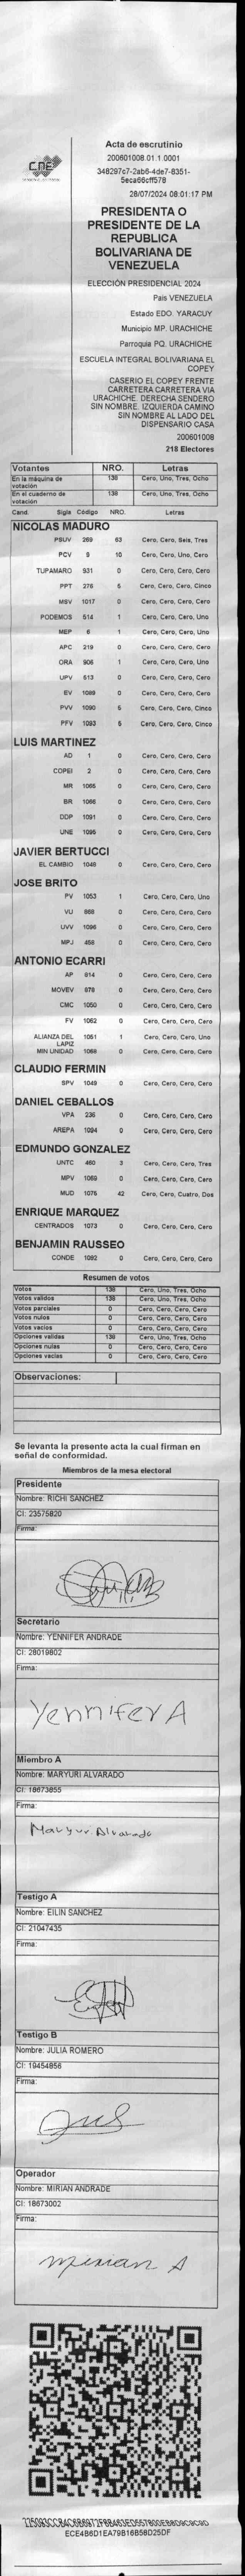 CNE
Acta de escrutinio
200601008.01.1.0001
348297c7-2ab6-4de7-8351-
5eca66cff578
28/07/2024 08:01:17 PM
PRESIDENTA O
PRESIDENTE DE LA
REPUBLICA
BOLIVARIANA DE
VENEZUELA
ELECCIÓN PRESIDENCIAL 2024
Pais VENEZUELA
Estado EDO. YARACUY
Municipio MP. URACHICHE
Parroquia PQ. URACHICHE
ESCUELA INTEGRAL BOLIVARIANA EL
COPEY
CASERIO EL COPEY FRENTE
CARRETERA CARRETERA VIA
URACHICHE. DERECHA SENDERO
SIN NOMBRE. IZQUIERDA CAMINO
SIN NOMBRE AL LADO DEL
DISPENSARIO CASA
200601008
218 Electores
Votantes NRO. Letras
En la máquina de votación 138 Cero, Uno, Tres, Ocho
En el cuaderno de votación 138 Cero, Uno, Tres, Ocho
Cand. Sigla Código NRO. Letras
NICOLAS MADURO
PSUV 269 63 Cero, Cero, Seis, Tres
PCV 9 10 Cero, Cero, Uno, Cero
TUPAMARO 931 0 Cero, Cero, Cero, Cero
PPT 276 5 Cero, Cero, Cero, Cinco
MSV 1017 0 Cero, Cero, Cero, Cero
PODEMOS 514 1 Cero, Cero, Cero, Uno
MEP 6 1 Cero, Cero, Cero, Uno
APC 219 0 Cero, Cero, Cero, Cero
ORA 906 1 Cero, Cero, Cero, Uno
UPV 513 0 Cero, Cero, Cero, Cero
EV 1089 0 Cero, Cero, Cero, Cero
PVV 1090 5 Cero, Cero, Cero, Cinco
PFV 1093 5 Cero, Cero, Cero, Cinco
LUIS MARTINEZ
AD 1 0 Cero, Cero, Cero, Cero
COPEI 2 0 Cero, Cero, Cero, Cero
MR 1065 0 Cero, Cero, Cero, Cero
BR 1066 0 Cero, Cero, Cero, Cero
DDP 1091 0 Cero, Cero, Cero, Cero
UNE 1095 0 Cero, Cero, Cero, Cero
JAVIER BERTUCCI
EL CAMBIO 1048 0 Cero, Cero, Cero, Cero
JOSE BRITO
PV 1053 1 Cero, Cero, Cero, Uno
VU 868 0 Cero, Cero, Cero, Cero
UVV 1096 0 Cero, Cero, Cero, Cero
MPJ 458 0 Cero, Cero, Cero, Cero
ANTONIO ECARRI
AP 814 0 Cero, Cero, Cero, Cero
MOVEV 878 0 Cero, Cero, Cero, Cero
CMC 1050 0 Cero, Cero, Cero, Cero
FV 1062 0 Cero, Cero, Cero, Cero
ALIANZA DEL LAPIZ 1051 1 Cero, Cero, Cero, Uno
MIN UNIDAD 1068 0 Cero, Cero, Cero, Cero
CLAUDIO FERMIN
SPV 1049 0 Cero, Cero, Cero, Cero
DANIEL CEBALLOS
VPA 236 0 Cero, Cero, Cero, Cero
AREPA 1094 0 Cero, Cero, Cero, Cero
EDMUNDO GONZALEZ
UNTC 460 3 Cero, Cero, Cero, Tres
MPV 1069 0 Cero, Cero, Cero, Cero
MUD 1076 42 Cero, Cero, Cuatro, Dos
ENRIQUE MARQUEZ
CENTRADOS 1073 0 Cero, Cero, Cero, Cero
BENJAMIN RAUSSEO
CONDE 1092 0 Cero, Cero, Cero, Cero
Resumen de votos
Votos 138 Cero, Uno, Tres, Ocho
Votos validos 138 Cero, Uno, Tres, Ocho
Votos parciales 0 Cero, Cero, Cero, Cero
Votos nulos 0 Cero, Cero, Cero, Cero
Votos vacios 0 Cero, Cero, Cero, Cero
Opciones validas 138 Cero, Uno, Tres, Ocho
Opciones nulas 0 Cero, Cero, Cero, Cero
Opciones vacias 0 Cero, Cero, Cero, Cero
Observaciones:
Se levanta la presente acta la cual firman en
señal de conformidad.
Miembros de la mesa electoral
Presidente
Nombre: RICHI SANCHEZ
CI: 23575820
Firma:
Secretario
Nombre: YENNIFER ANDRADE
CI: 28019802
Firma:
Yennifer A
Miembro A
Nombre: MARYURI ALVARADO
CI: 18673855
Firma:
Maryur Alvarado
Testigo A
Nombre: EILIN SANCHEZ
CI: 21047435
Firma:
Testigo B
Nombre: JULIA ROMERO
CI: 19454856
Firma:
Operador
Nombre: MIRIAN ANDRADE
CI: 18673002
Firma:
mirian A
ECE4B6D1EA79B16B58D25DF